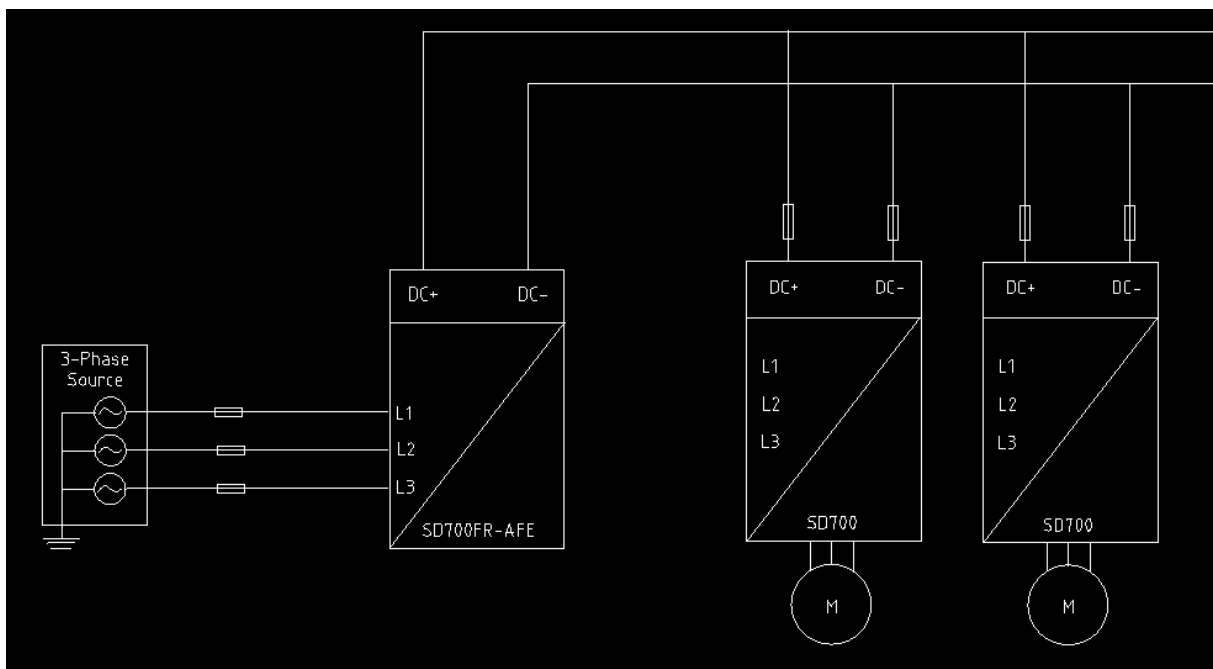 DC+ DC-
3-Phase
Source
L1
L2
L3
SD700FR-AFE
DC+ DC-
L1
L2
L3
SD700
M
DC+ DC-
L1
L2
L3
SD700
M